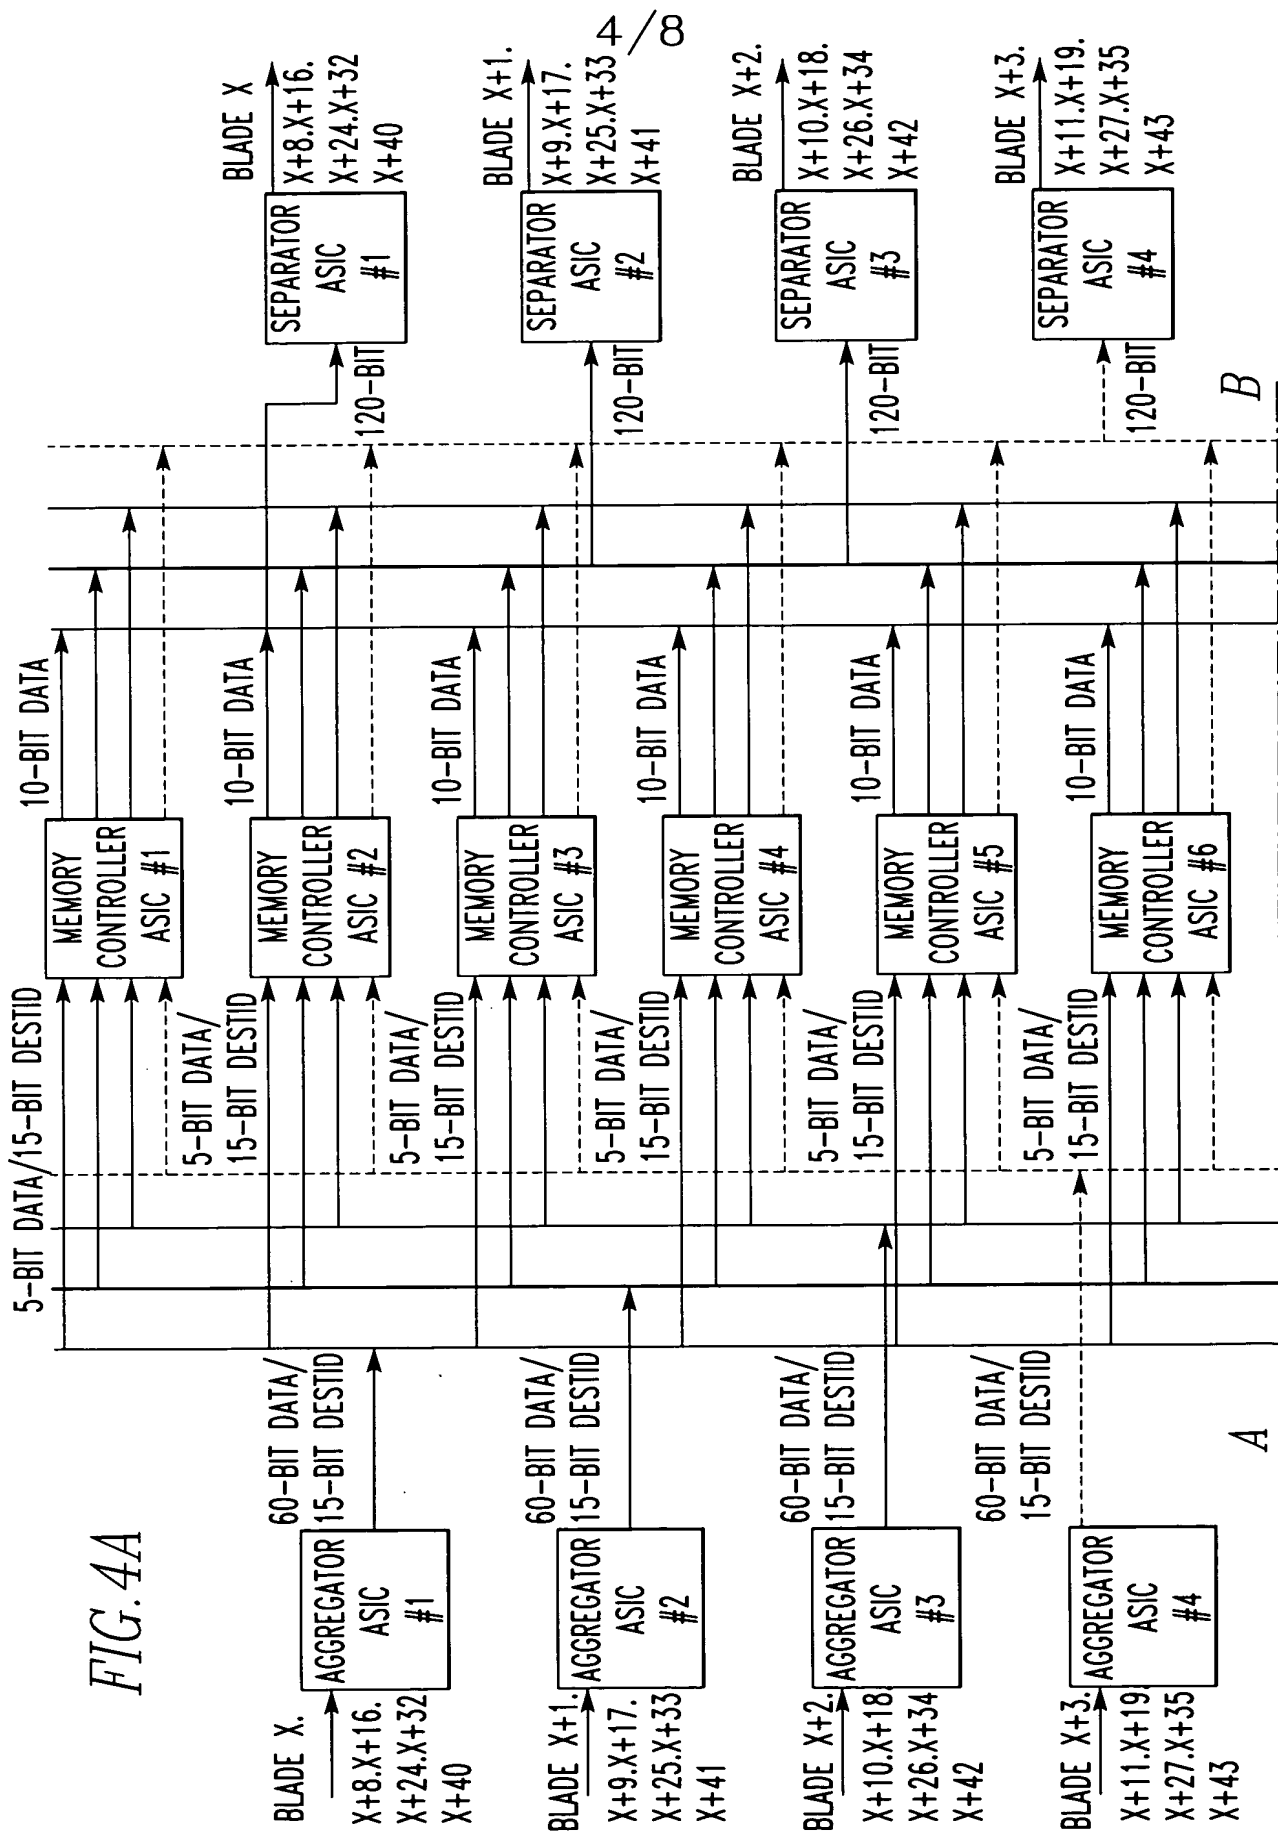 4/8
FIG. 4A
BLADE X.
X+8.X+16.
X+24.X+32
X+40
AGGREGATOR
ASIC
#1
60-BIT DATA/
15-BIT DESTID
BLADE X+1.
X+9.X+17.
X+25.X+33
X+41
AGGREGATOR
ASIC
#2
60-BIT DATA/
15-BIT DESTID
BLADE X+2.
X+10.X+18.
X+26.X+34
X+42
AGGREGATOR
ASIC
#3
60-BIT DATA/
15-BIT DESTID
BLADE X+3.
X+11.X+19.
X+27.X+35
X+43
AGGREGATOR
ASIC
#4
60-BIT DATA/
15-BIT DESTID
A
5-BIT DATA/15-BIT DESTID
MEMORY
CONTROLLER
ASIC #1
10-BIT DATA
5-BIT DATA/
15-BIT DESTID
MEMORY
CONTROLLER
ASIC #2
10-BIT DATA
5-BIT DATA/
15-BIT DESTID
MEMORY
CONTROLLER
ASIC #3
10-BIT DATA
5-BIT DATA/
15-BIT DESTID
MEMORY
CONTROLLER
ASIC #4
10-BIT DATA
5-BIT DATA/
15-BIT DESTID
MEMORY
CONTROLLER
ASIC #5
10-BIT DATA
5-BIT DATA/
15-BIT DESTID
MEMORY
CONTROLLER
ASIC #6
10-BIT DATA
120-BIT
SEPARATOR
ASIC
#1
BLADE X
X+8.X+16.
X+24.X+32
X+40
120-BIT
SEPARATOR
ASIC
#2
BLADE X+1.
X+9.X+17.
X+25.X+33
X+41
120-BIT
SEPARATOR
ASIC
#3
BLADE X+2.
X+10.X+18.
X+26.X+34
X+42
120-BIT
SEPARATOR
ASIC
#4
BLADE X+3.
X+11.X+19.
X+27.X+35
X+43
B